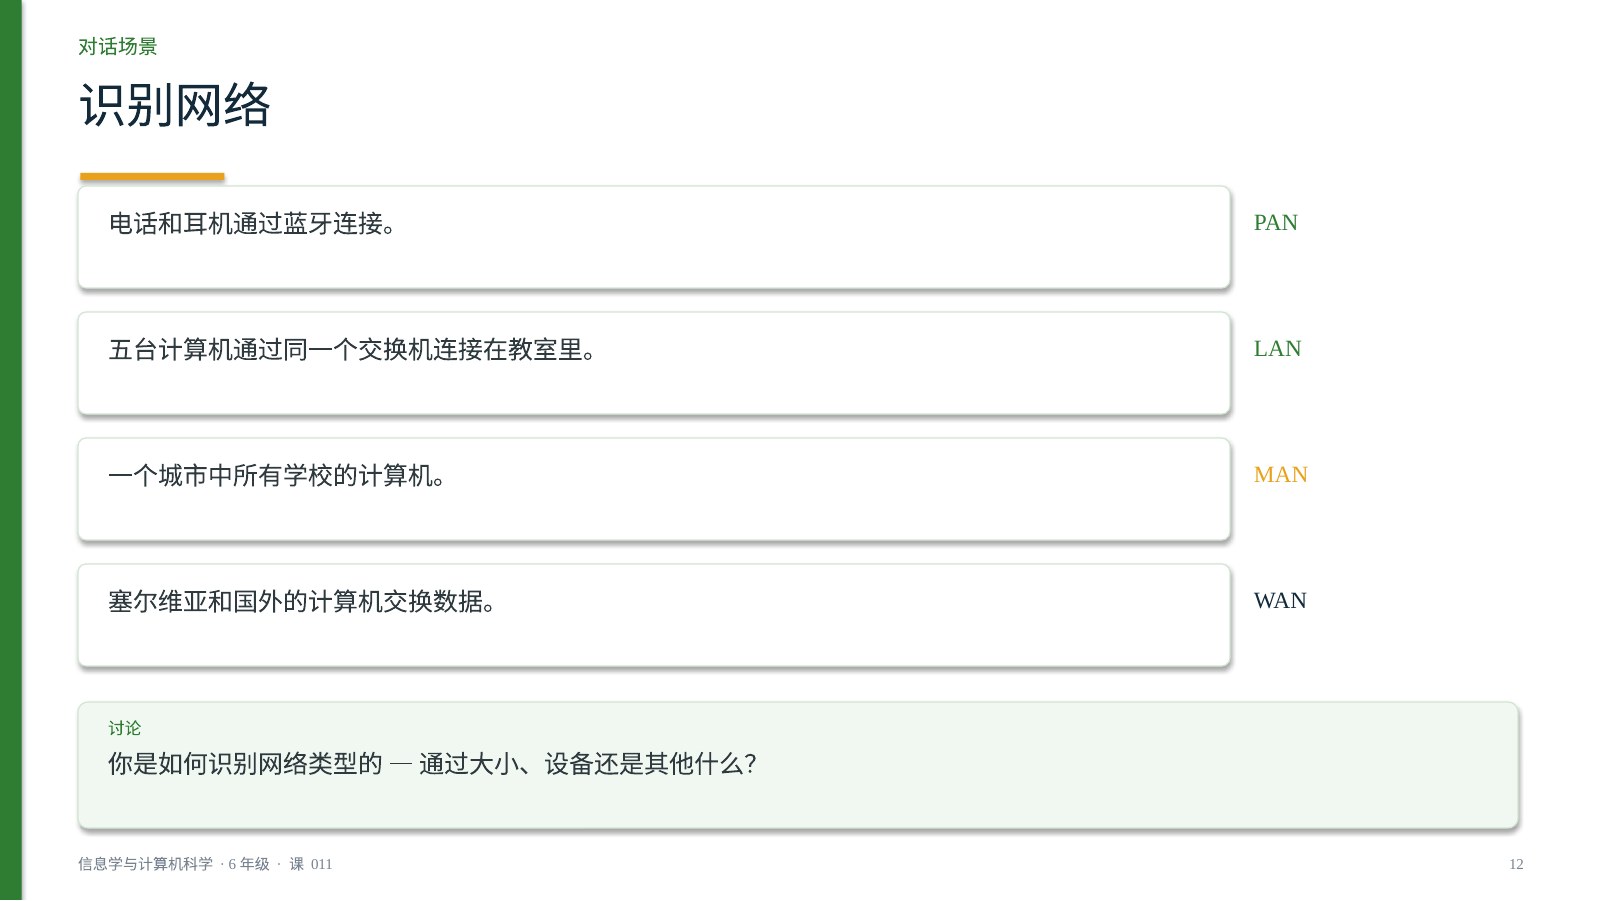 对话场景
识别网络
电话和耳机通过蓝牙连接。
PAN
五台计算机通过同一个交换机连接在教室里。
LAN
一个城市中所有学校的计算机。
MAN
塞尔维亚和国外的计算机交换数据。
WAN
讨论
你是如何识别网络类型的 — 通过大小、设备还是其他什么？
信息学与计算机科学 · 6 年级 · 课 011
12